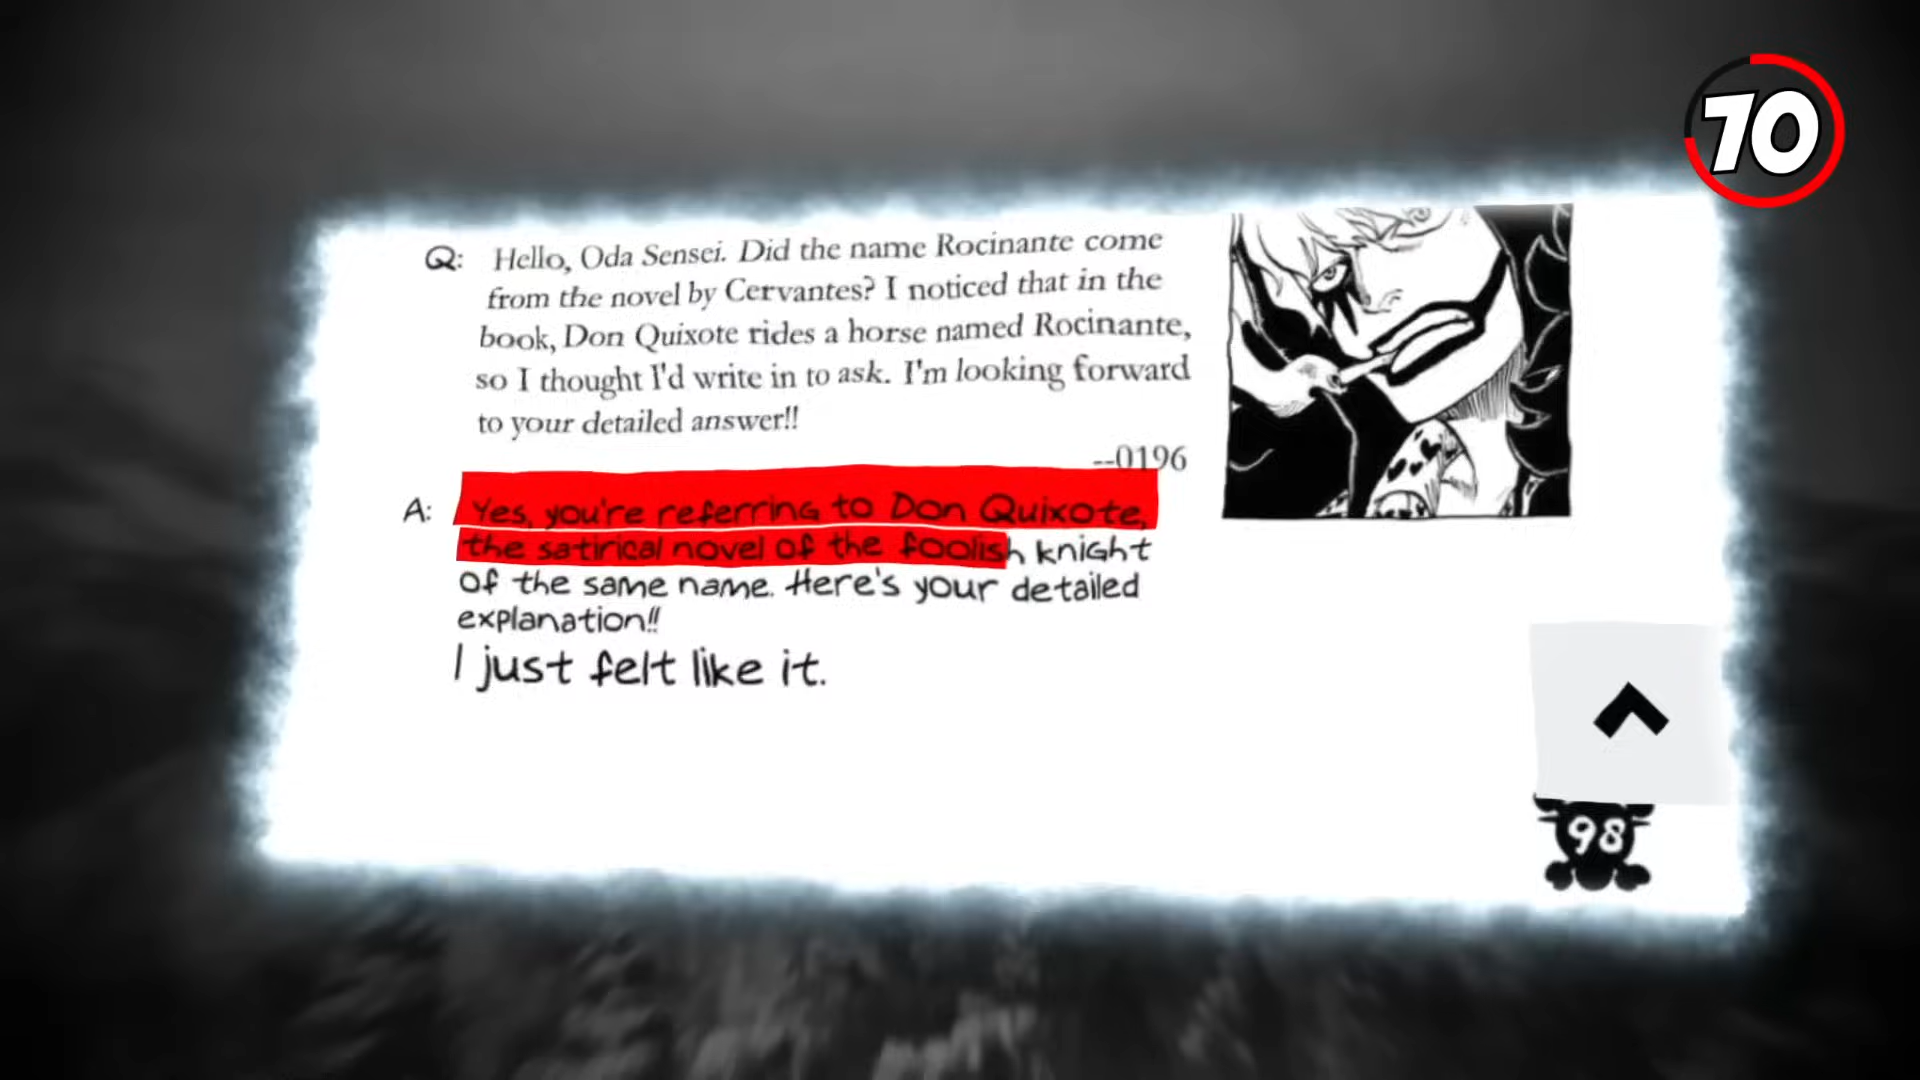 70
Q: Hello, Oda Sensei. Did the name Rocinante come
from the novel by Cervantes? I noticed that in the
book, Don Quixote rides a horse named Rocinante,
so I thought I'd write in to ask. I'm looking forward
to your detailed answer!!
--0196
A: Yes, you're referring to Don Quixote,
the satirical novel of the foolish knight
of the same name. Here's your detailed
explanation!!
I just felt like it.
98